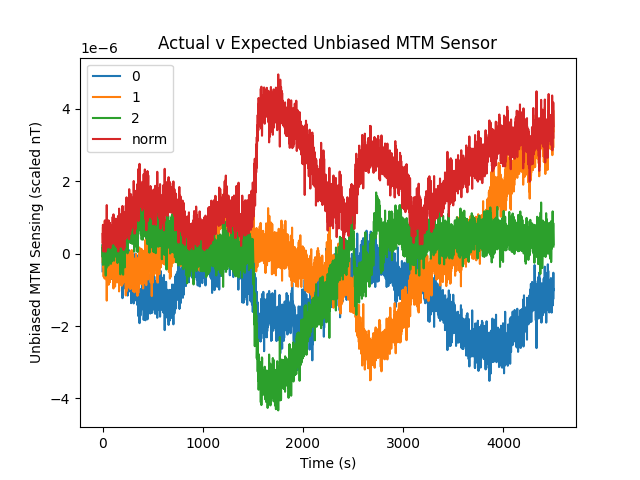 Actual v Expected Unbiased MTM Sensor
1e−6
0
1
2
norm
4
2
0
−2
−4
Unbiased MTM Sensing (scaled nT)
0
1000
2000
3000
4000
Time (s)